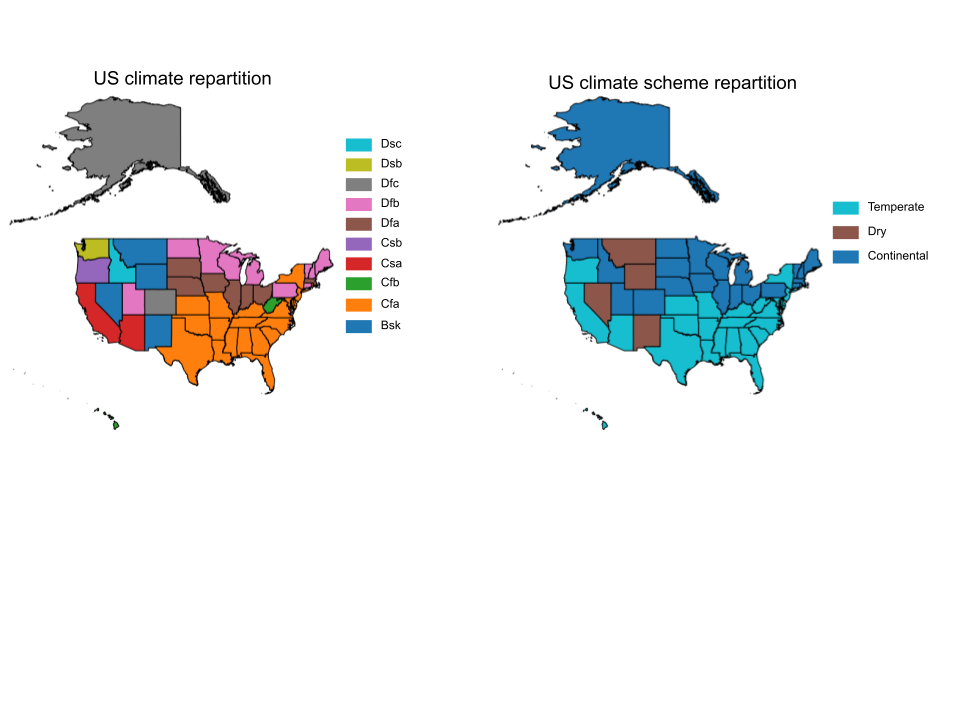 US climate repartition
Dsc
Dsb
Dfc
Dfb
Dfa
Csb
Csa
Cfb
Cfa
Bsk
US climate scheme repartition
Temperate
Dry
Continental